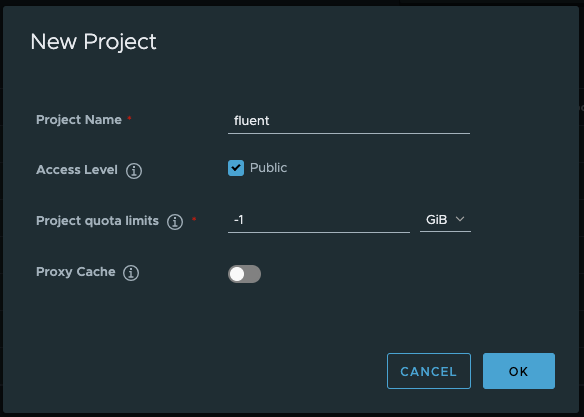 New Project
Project Name *
fluent
Access Level
Public
Project quota limits *
-1
GiB
Proxy Cache
CANCEL
OK